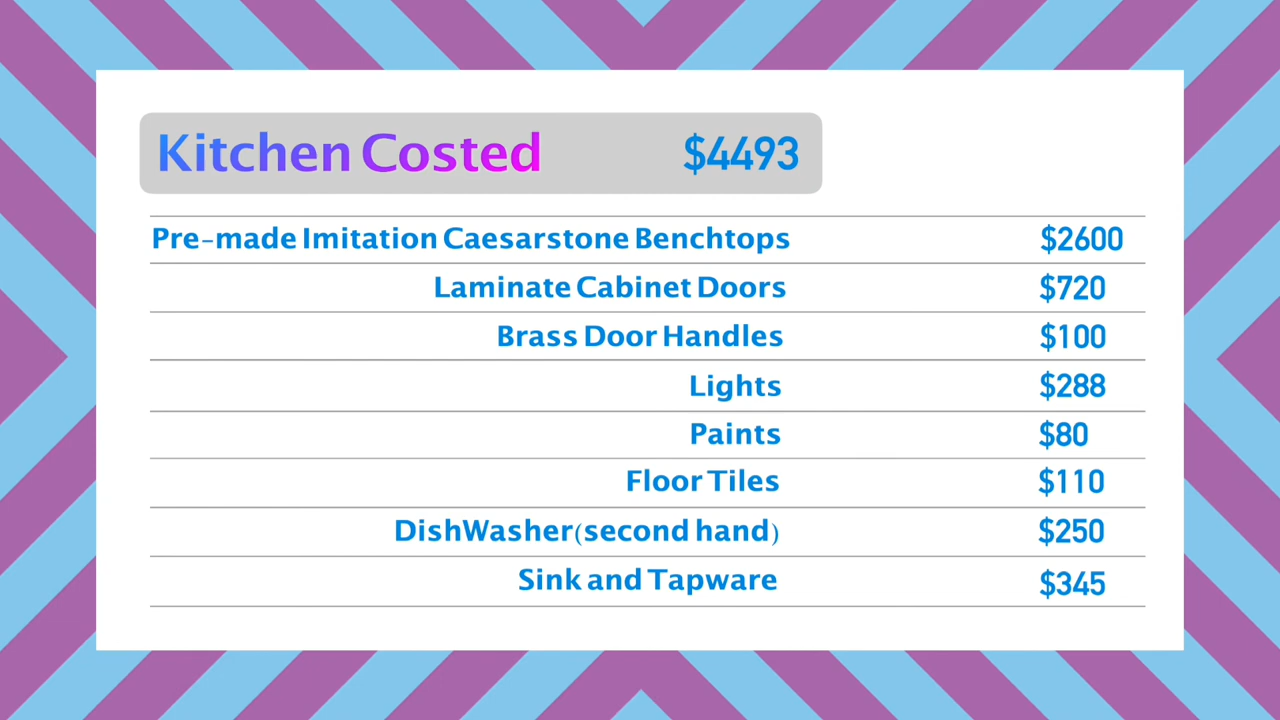 Kitchen Costed $4493
Pre-made Imitation Caesarstone Benchtops $2600
Laminate Cabinet Doors $720
Brass Door Handles $100
Lights $288
Paints $80
Floor Tiles $110
DishWasher(second hand) $250
Sink and Tapware $345